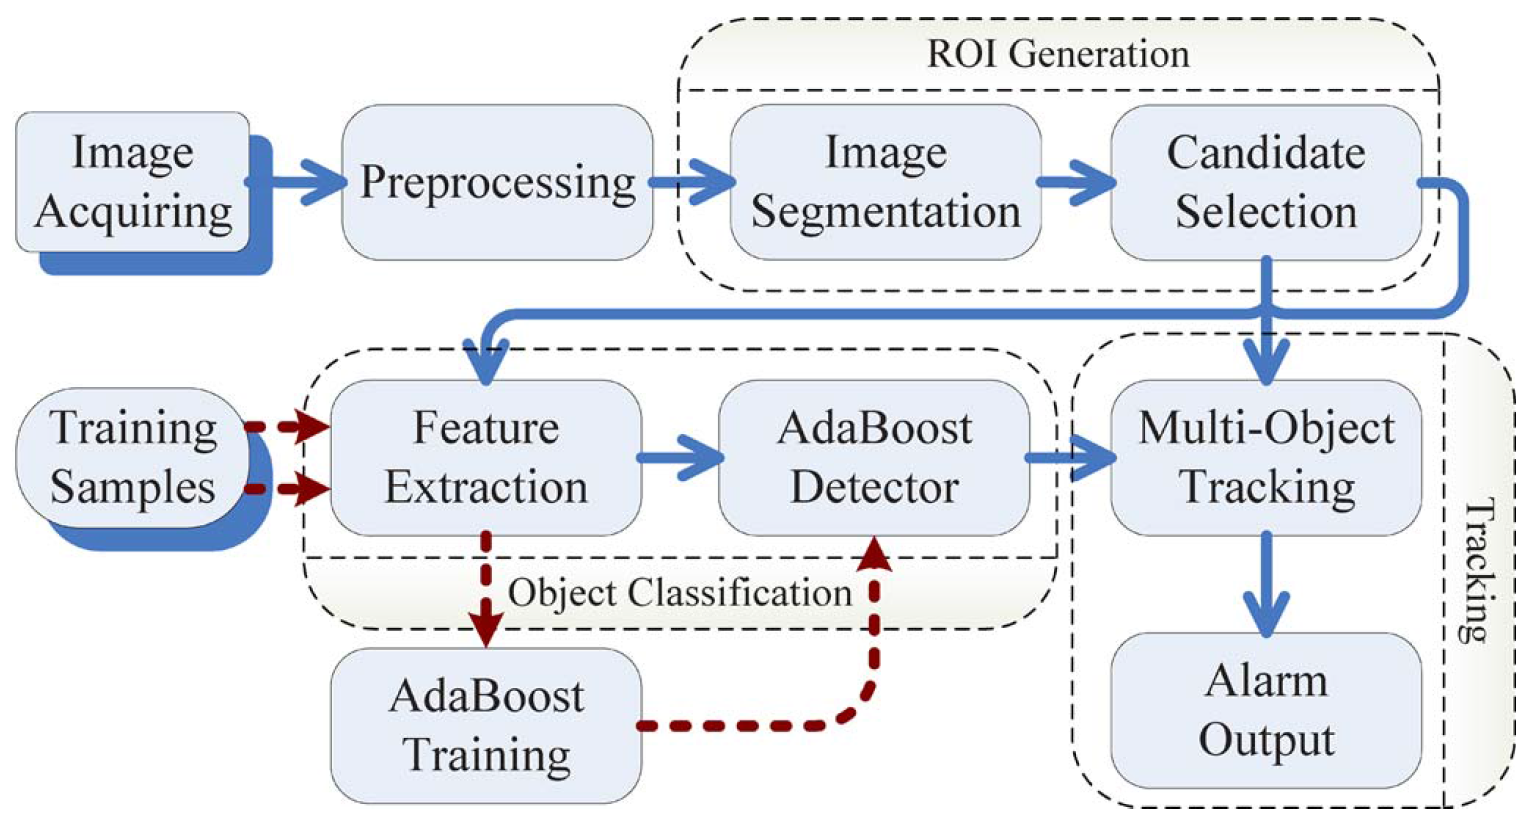 ROI Generation
Image
Acquiring
Preprocessing
Image
Segmentation
Candidate
Selection
Training
Samples
Feature
Extraction
AdaBoost
Detector
Multi-Object
Tracking
Object Classification
Tracking
AdaBoost
Training
Alarm
Output